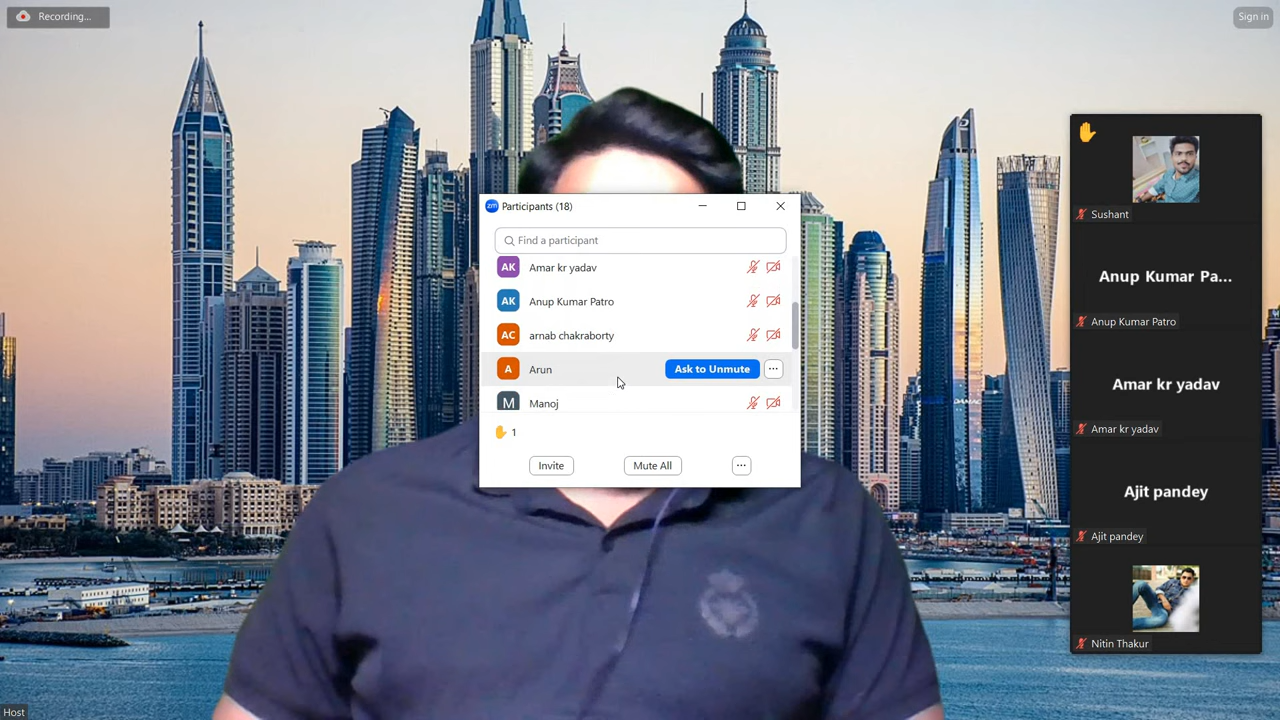 Recording...
Sign in
zm Participants (18)
Find a participant
AK Amar kr yadav
AK Anup Kumar Patro
AC arnab chakraborty
A Arun Ask to Unmute ...
M Manoj
1
Invite Mute All ...
Sushant
Anup Kumar Pa...
Anup Kumar Patro
Amar kr yadav
Amar kr yadav
Ajit pandey
Ajit pandey
Nitin Thakur
DAMAC
Host